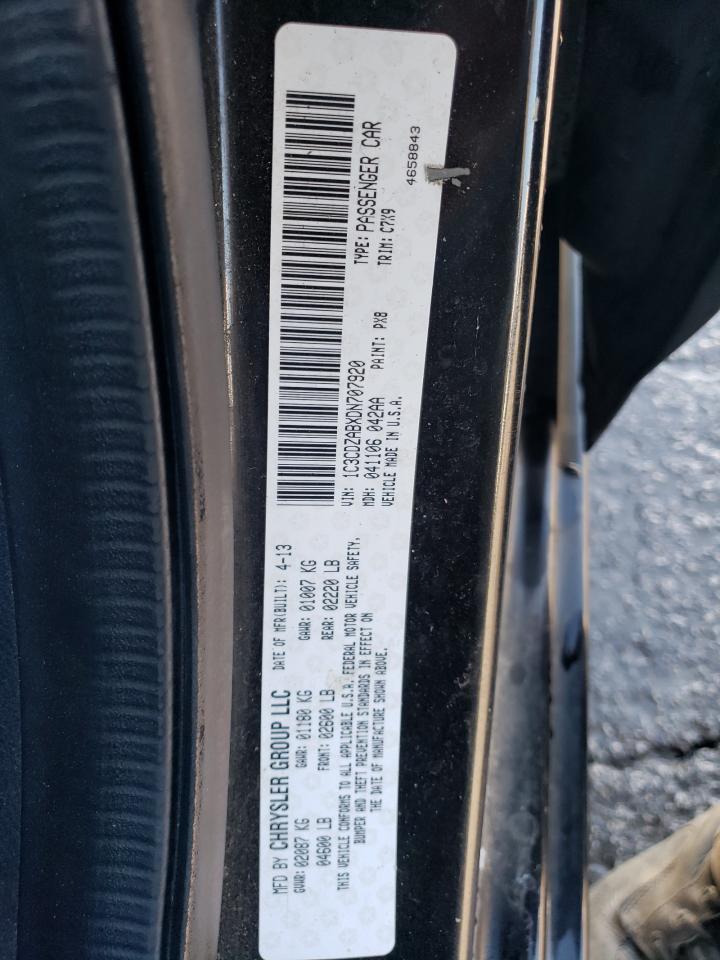 MFD BY CHRYSLER GROUP LLC DATE OF MFR(BUILT): 4-13
GVWR: 02087 KG GAWR: 01180 KG GAWR: 01007 KG
04600 LB FRONT: 02600 LB REAR: 02220 LB
THIS VEHICLE CONFORMS TO ALL APPLICABLE U.S.A. FEDERAL MOTOR VEHICLE SAFETY,
BUMPER AND THEFT PREVENTION STANDARDS IN EFFECT ON
THE DATE OF MANUFACTURE SHOWN ABOVE.
VIN: 1C3CDZABXDN707920 TYPE: PASSENGER CAR
MDH: 041106 042AA PAINT: PX8 TRIM: C7X9
VEHICLE MADE IN U.S.A.
4658843